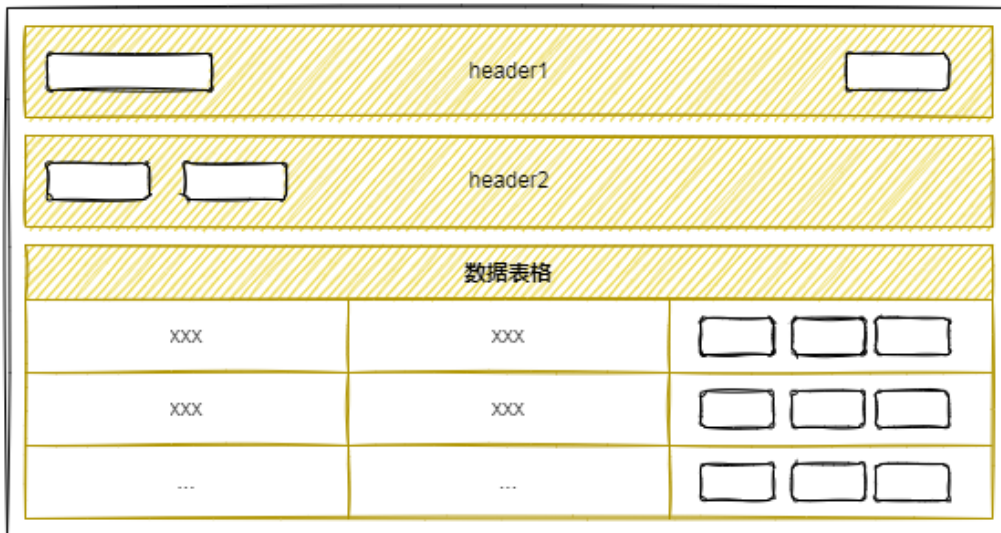 header1
header2
数据表格
xxx xxx
xxx xxx
... ...